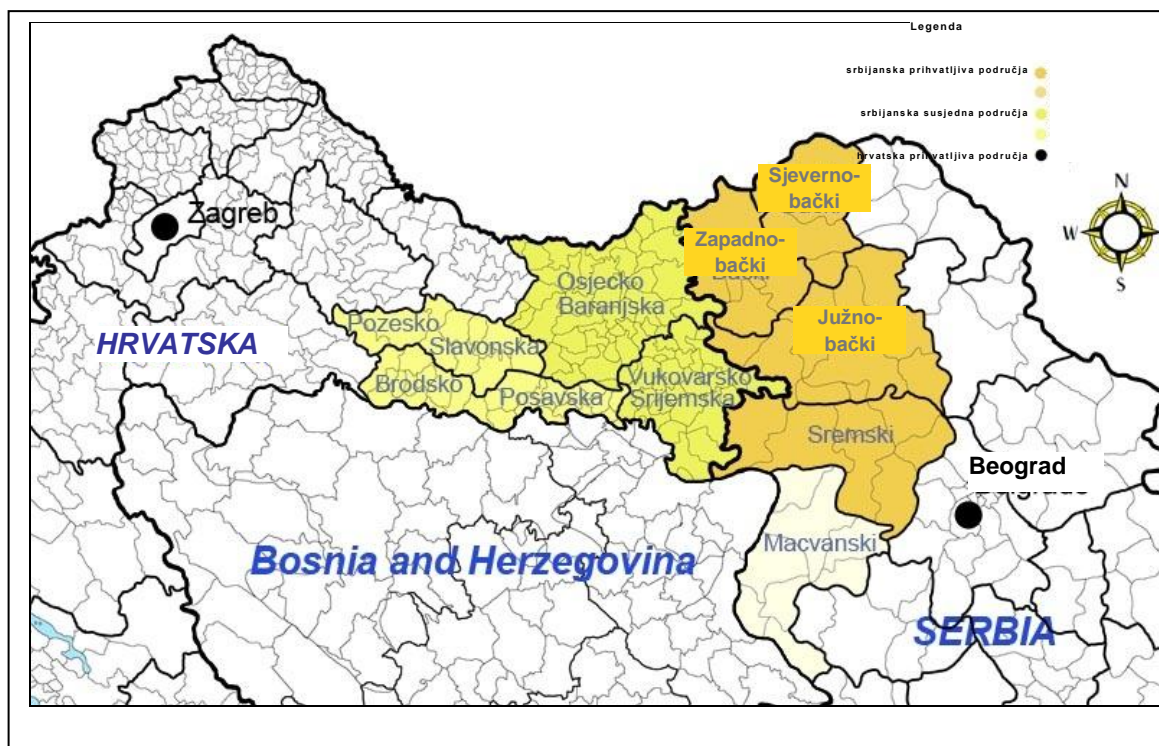 Legenda
srbijanska prihvatljiva područja
srbijanska susjedna područja
hrvatska prihvatljiva područja
N
W
S
Sjeverno-
bački
Zagreb
Zapadno-
bački
Osjecko
Baranjska
Južno-
bački
HRVATSKA
Pozesko
Slavonska
Brodsko
Posavska
Vukovarsko
Srijemska
Sremski
Beograd
Macvanski
Bosnia and Herzegovina
SERBIA